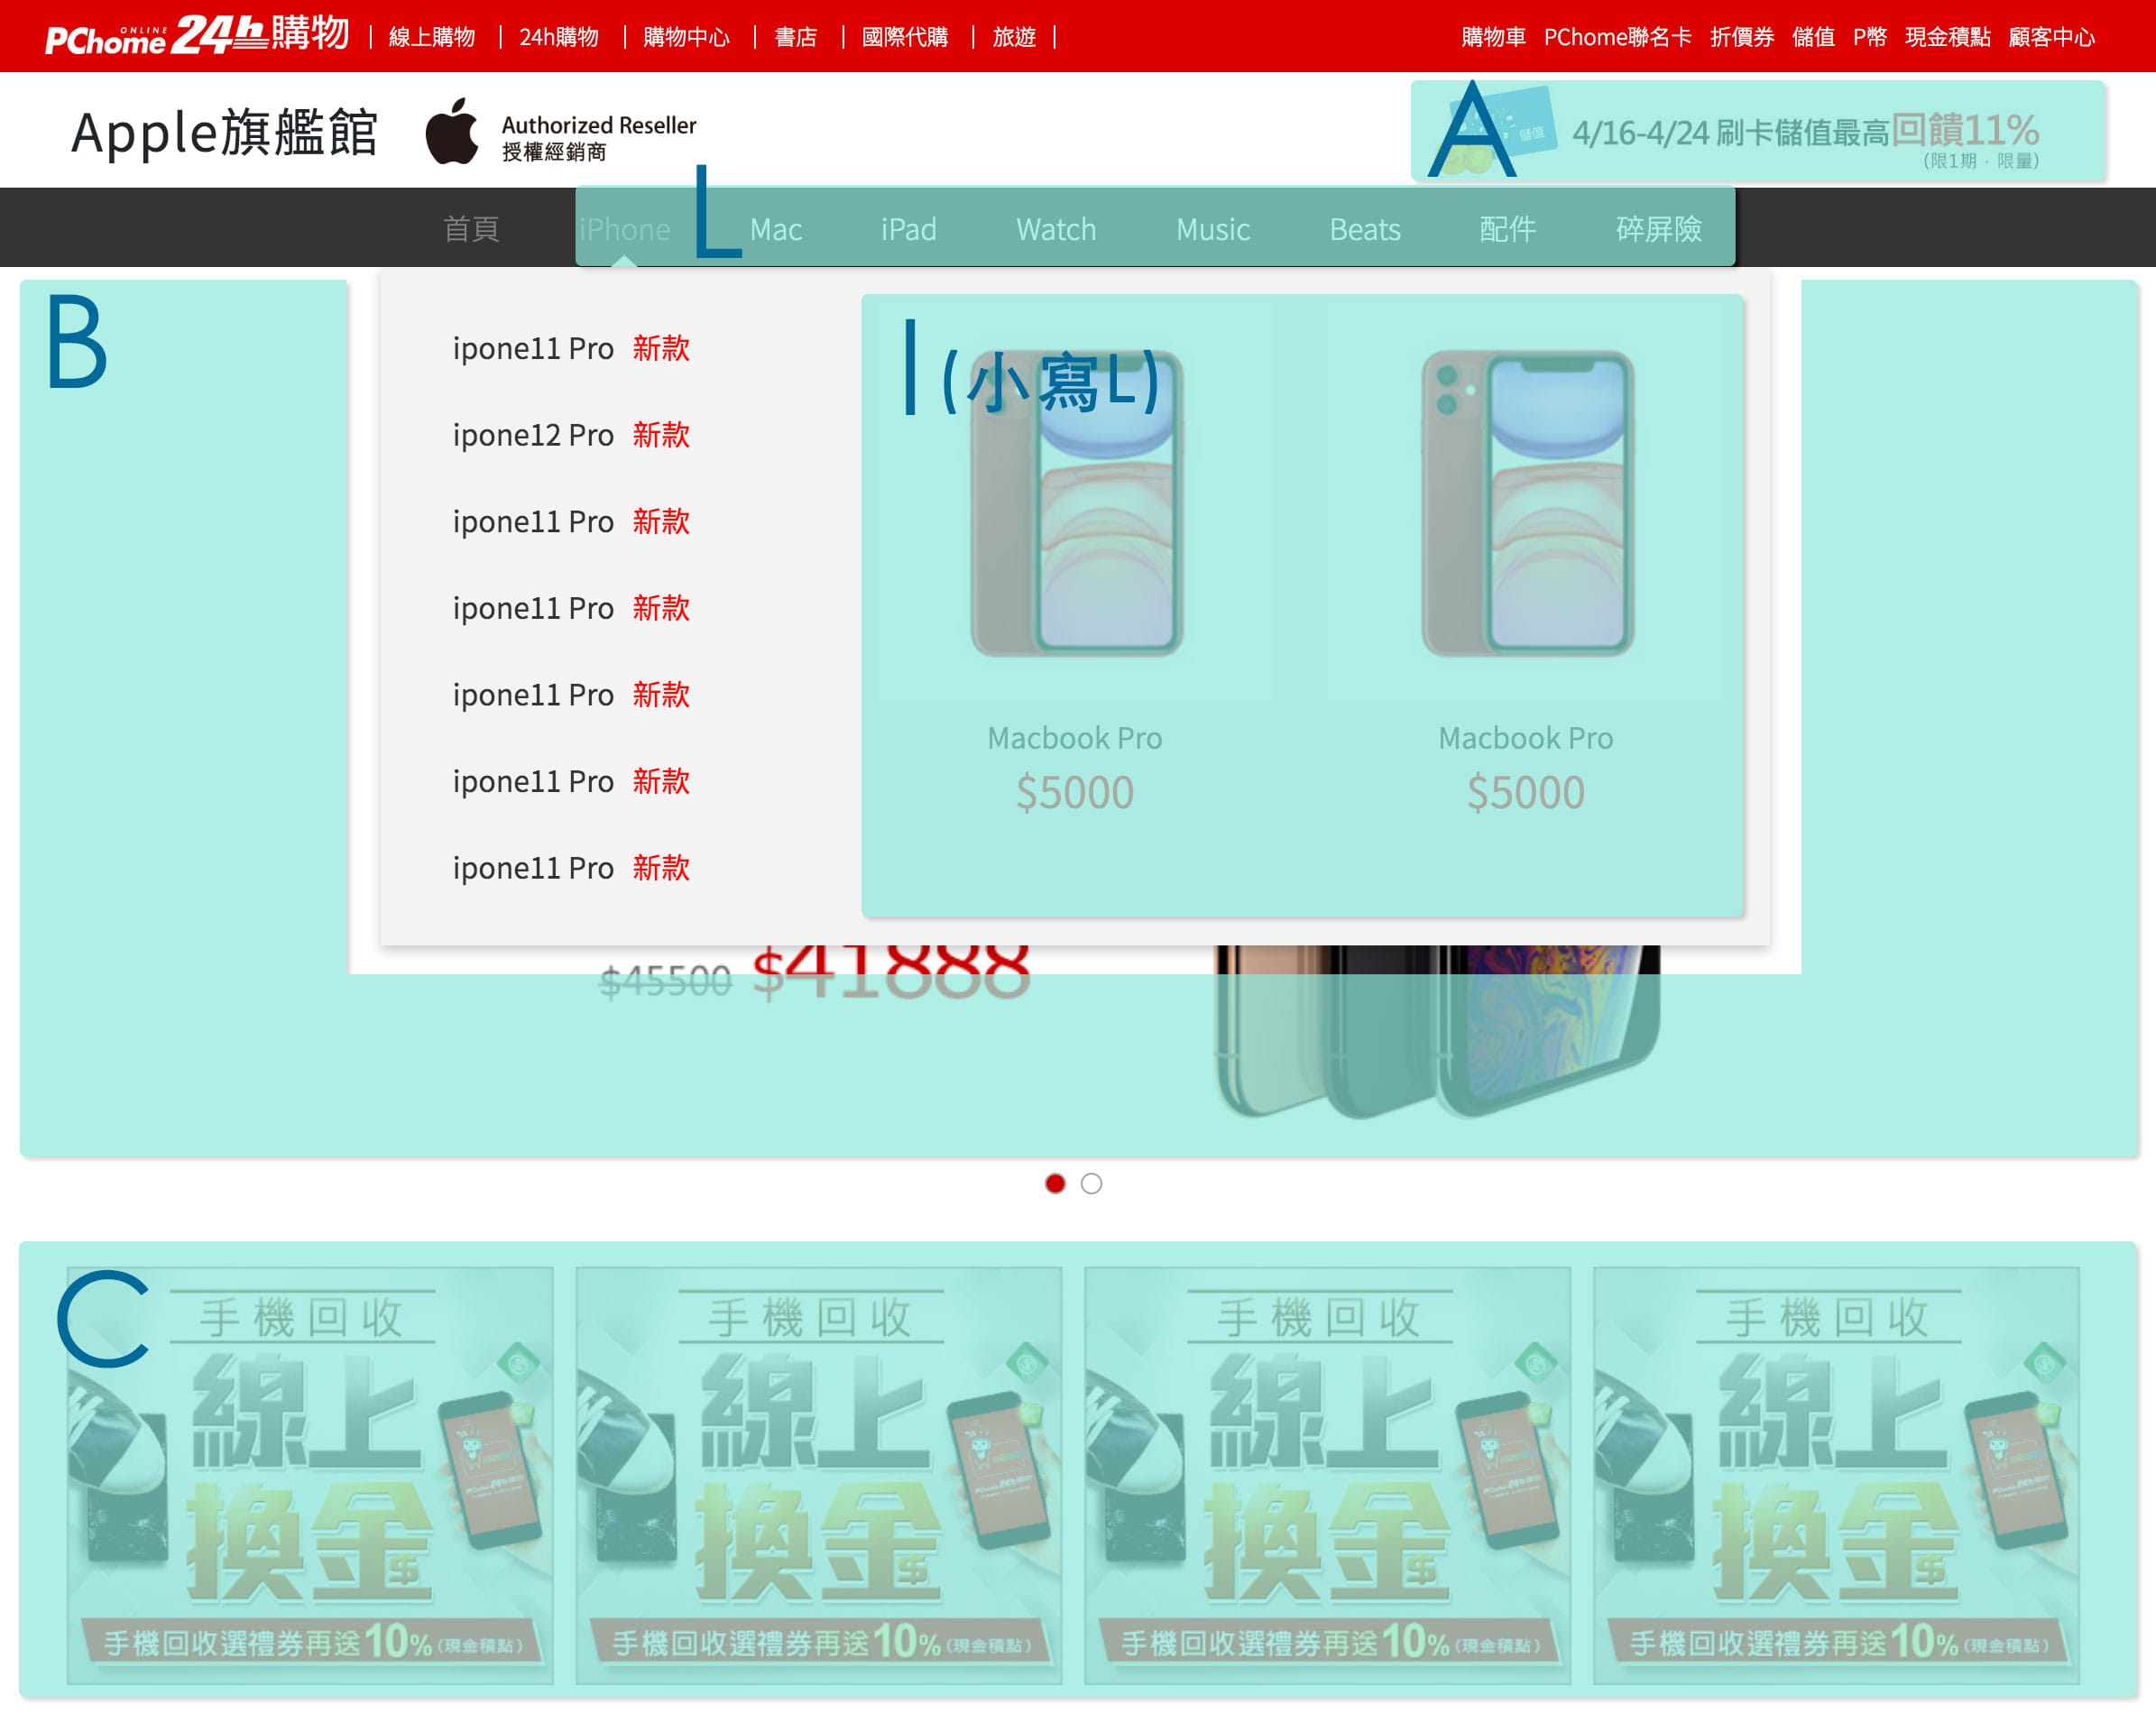 PChome ONLINE 24h購物 線上購物 24h購物 購物中心 書店 國際代購 旅遊 購物車 PChome聯名卡 折價券 儲值 P幣 現金積點 顧客中心
Apple旗艦館 Authorized Reseller
授權經銷商
A 儲值 4/16-4/24 刷卡儲值最高回饋11%
(限1期．限量)
首頁 iPhone L Mac iPad Watch Music Beats 配件 碎屏險
B
l (小寫L)
ipone11 Pro 新款
ipone12 Pro 新款
ipone11 Pro 新款
ipone11 Pro 新款
ipone11 Pro 新款
ipone11 Pro 新款
ipone11 Pro 新款
Macbook Pro
$5000
Macbook Pro
$5000
$45500 $41888
C
手機回收
線上
換金
手機回收選禮券再送10%(現金積點)
手機回收
線上
換金
手機回收選禮券再送10%(現金積點)
手機回收
線上
換金
手機回收選禮券再送10%(現金積點)
手機回收
線上
換金
手機回收選禮券再送10%(現金積點)